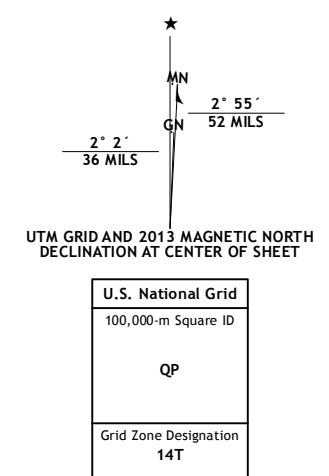 ★
MN
2° 55´
52 MILS
GN
2° 2´
36 MILS
UTM GRID AND 2013 MAGNETIC NORTH
DECLINATION AT CENTER OF SHEET
U.S. National Grid
100,000-m Square ID
QP
Grid Zone Designation
14T